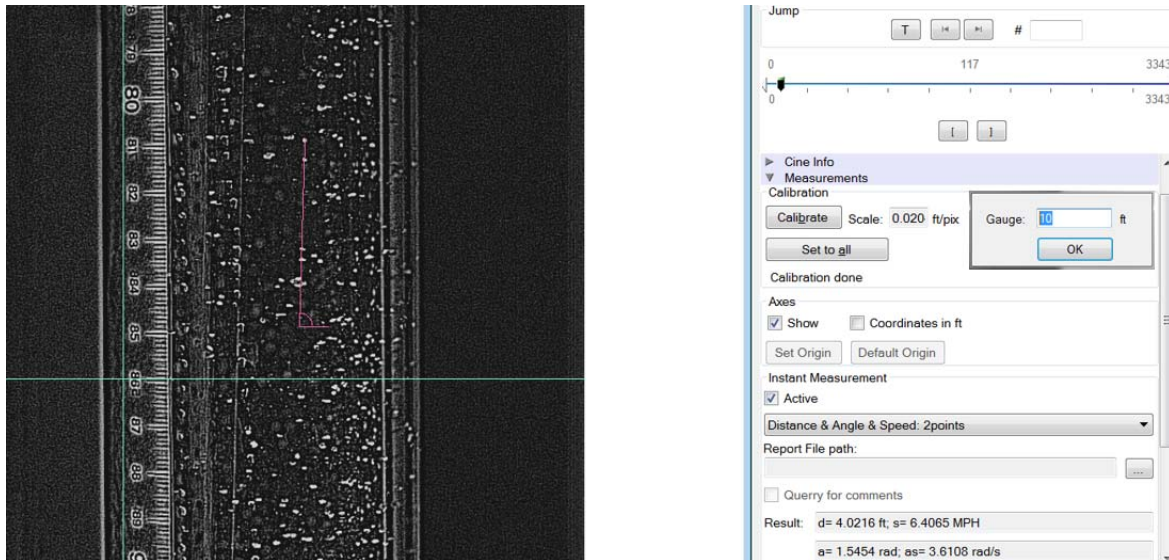 79
80
81
82
83
84
85
86
87
88
89
Jump
T #
0 117 3343
0 3343
[ ]
Cine Info
Measurements
Calibration
Calibrate Scale: 0.020 ft/pix
Gauge: 10 ft
Set to all
OK
Calibration done
Axes
Show Coordinates in ft
Set Origin Default Origin
Instant Measurement
Active
Distance & Angle & Speed: 2points
Report File path:
...
Querry for comments
Result: d= 4.0216 ft; s= 6.4065 MPH
a= 1.5454 rad; as= 3.6108 rad/s